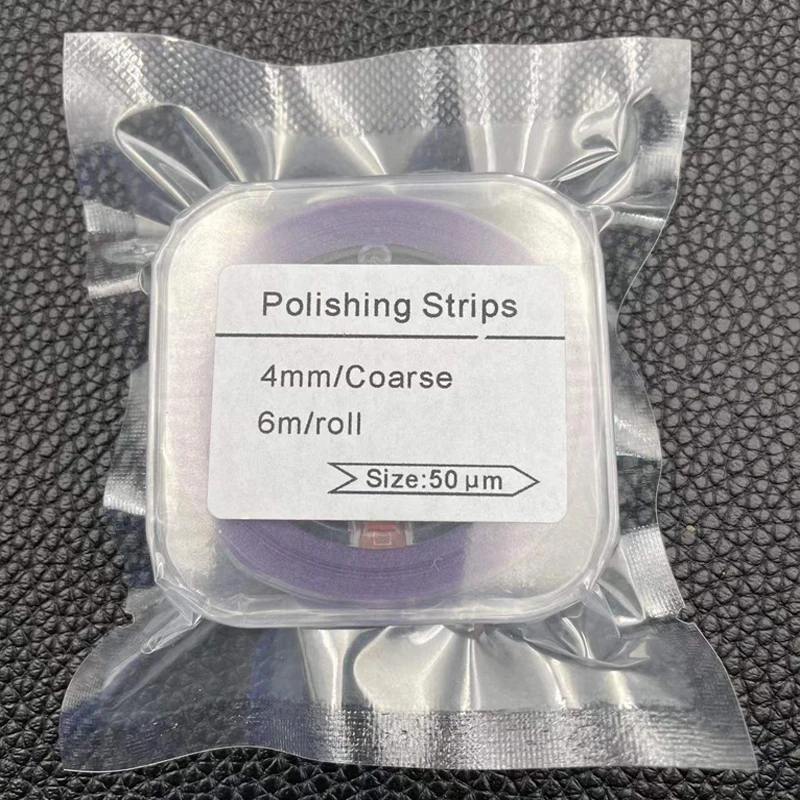 Polishing Strips
4mm/Coarse
6m/roll
Size:50 μm